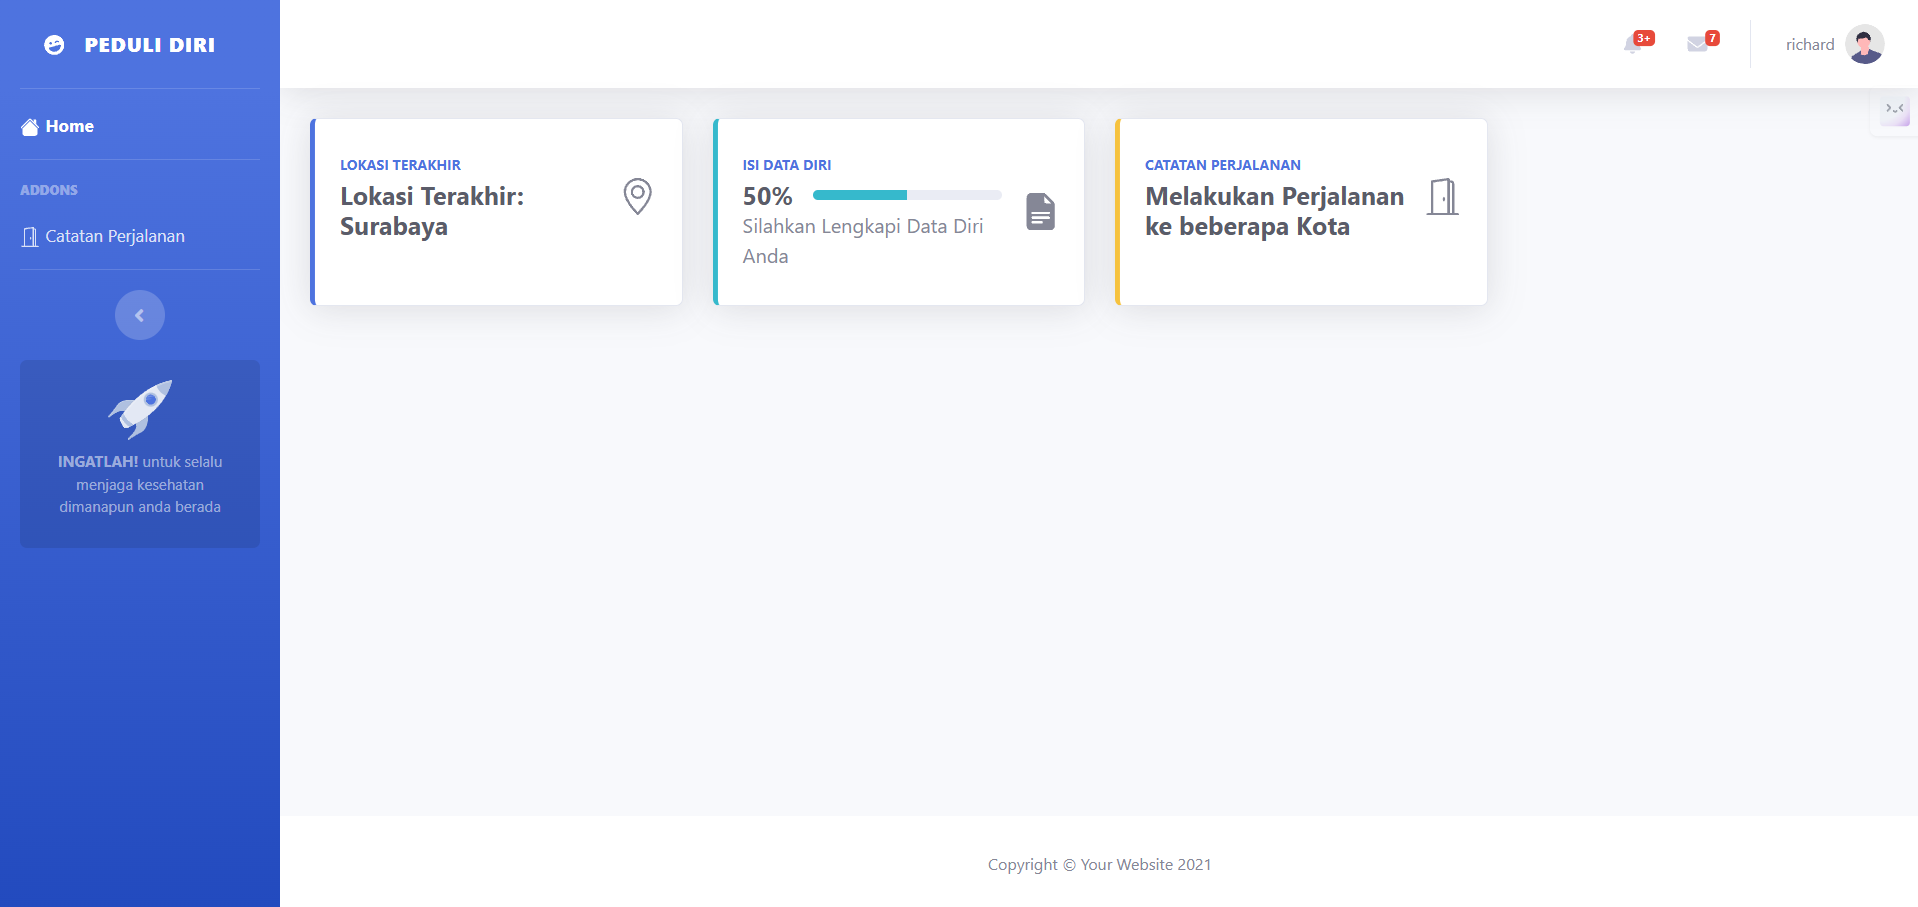 PEDULI DIRI
Home
ADDONS
Catatan Perjalanan
INGATLAH! untuk selalu
menjaga kesehatan
dimanapun anda berada
3+
7
richard
LOKASI TERAKHIR
Lokasi Terakhir:
Surabaya
ISI DATA DIRI
50%
Silahkan Lengkapi Data Diri
Anda
CATATAN PERJALANAN
Melakukan Perjalanan
ke beberapa Kota
Copyright © Your Website 2021